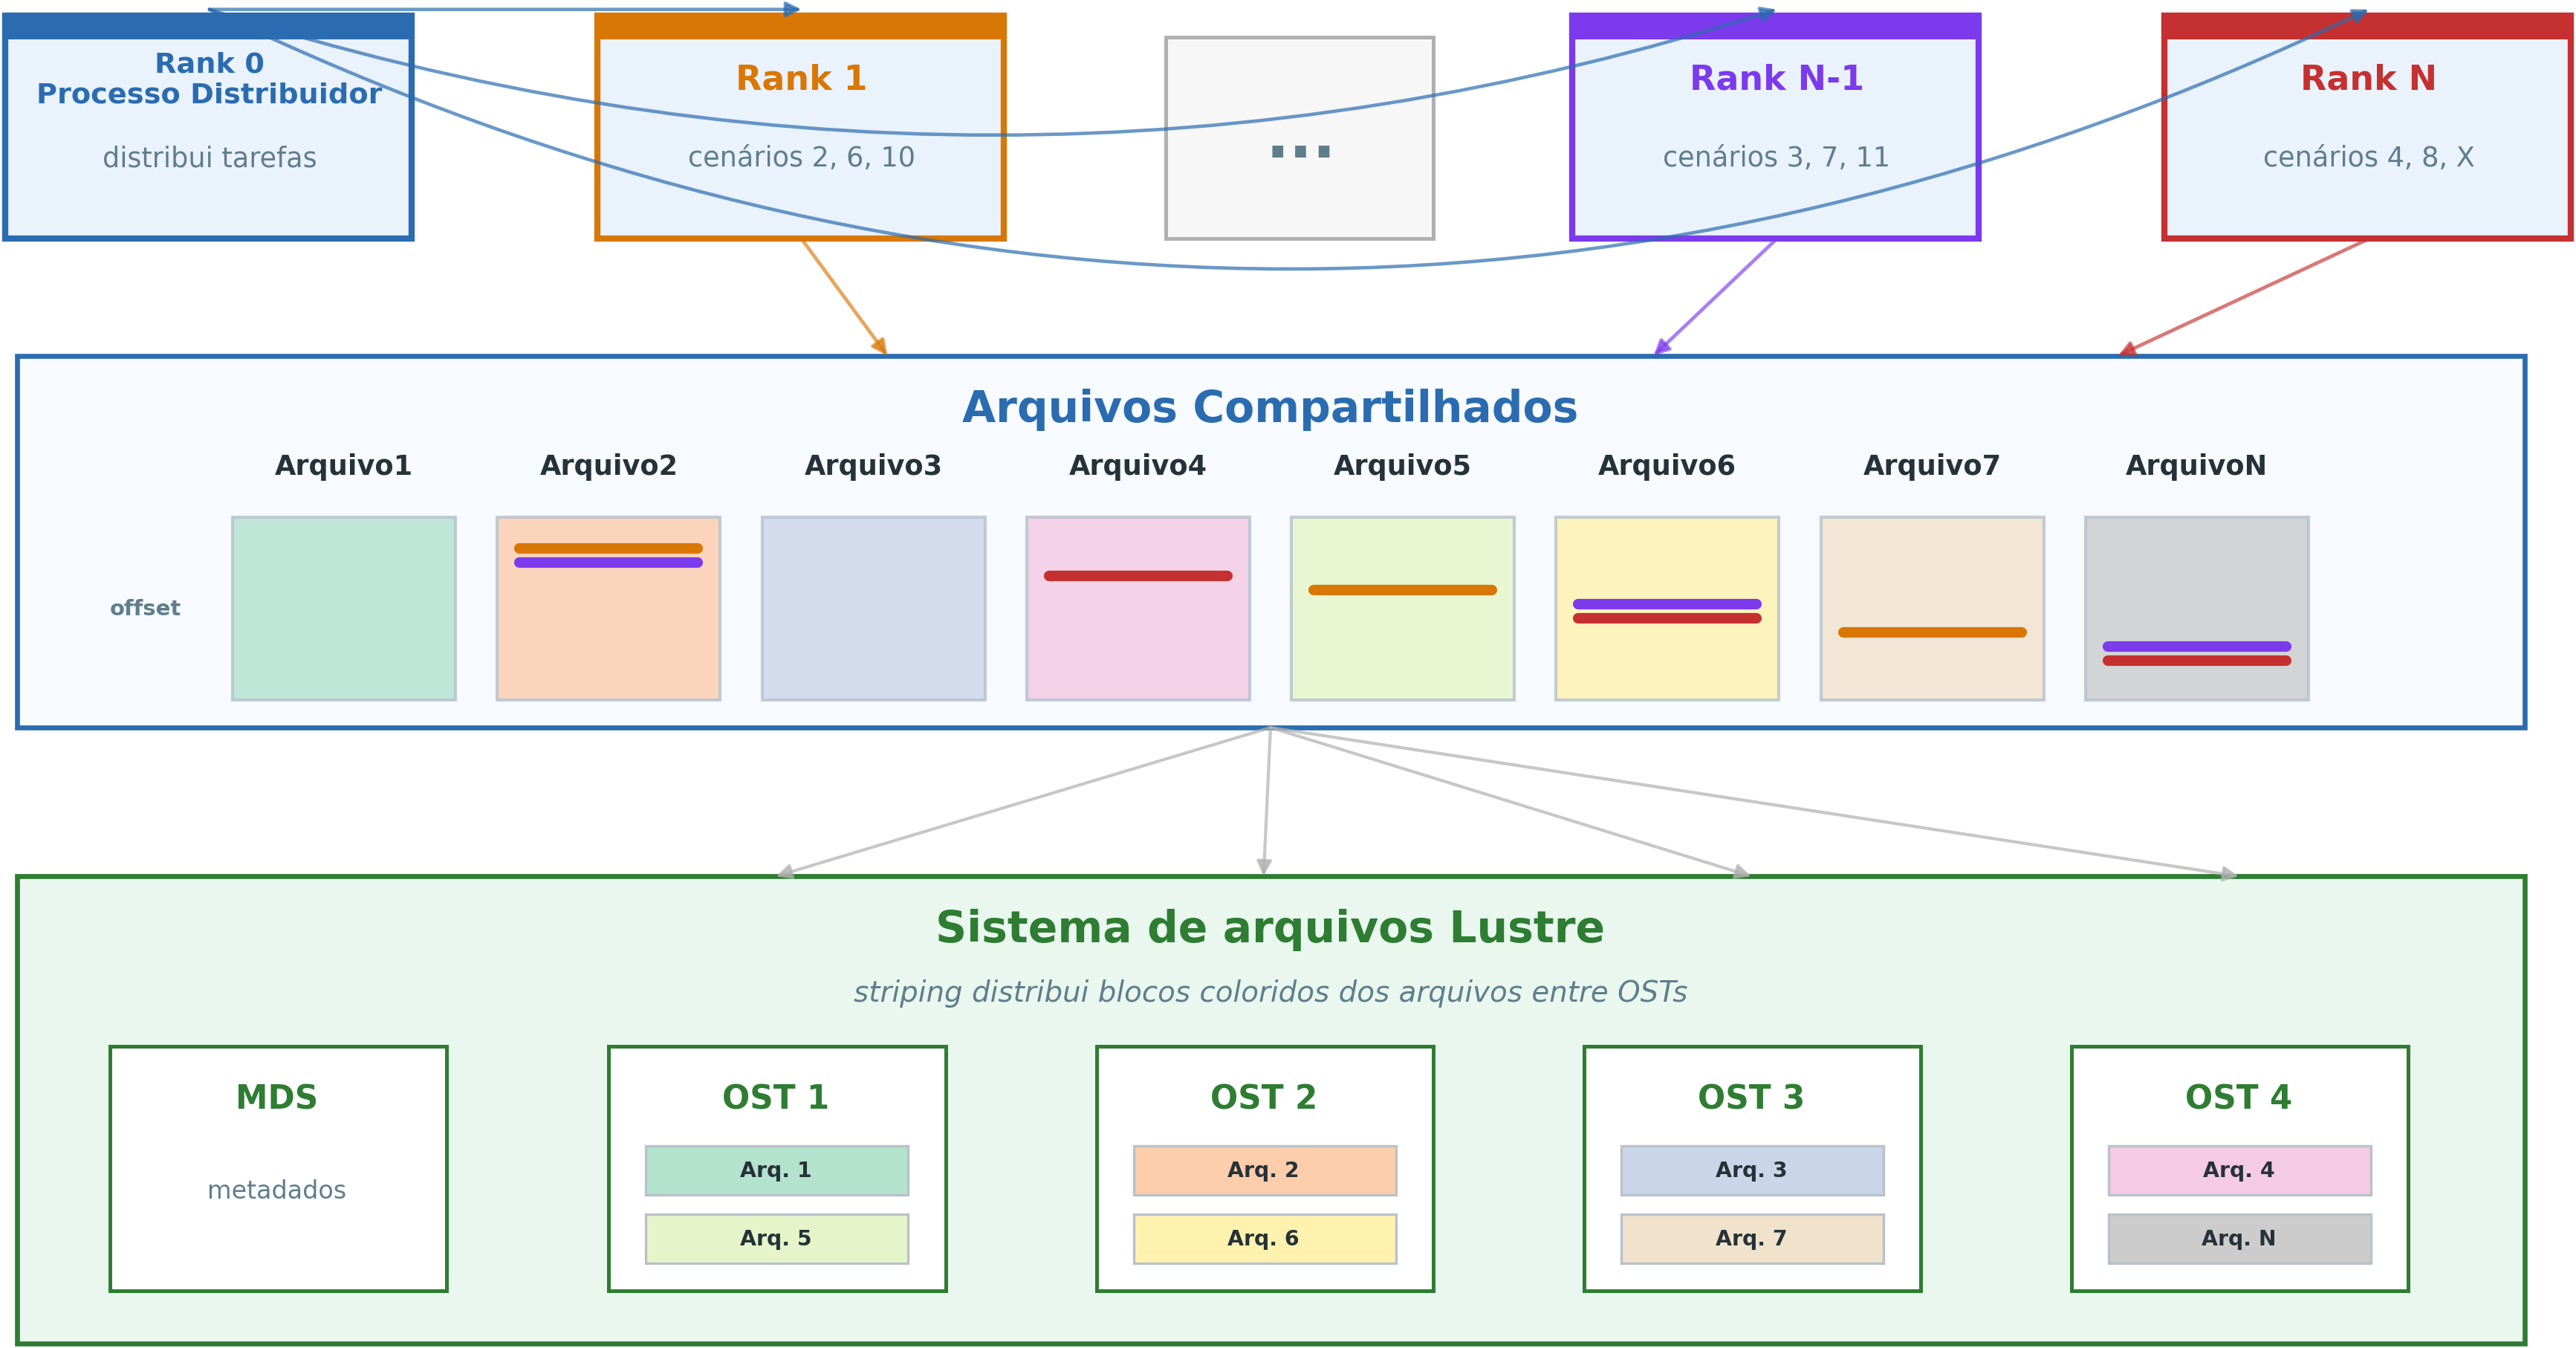 Rank 0
Processo Distribuidor
distribui tarefas
Rank 1
cenários 2, 6, 10
...
Rank N-1
cenários 3, 7, 11
Rank N
cenários 4, 8, X
Arquivos Compartilhados
Arquivo1
Arquivo2
Arquivo3
Arquivo4
Arquivo5
Arquivo6
Arquivo7
ArquivoN
offset
Sistema de arquivos Lustre
striping distribui blocos coloridos dos arquivos entre OSTs
MDS
metadados
OST 1
Arq. 1
Arq. 5
OST 2
Arq. 2
Arq. 6
OST 3
Arq. 3
Arq. 7
OST 4
Arq. 4
Arq. N